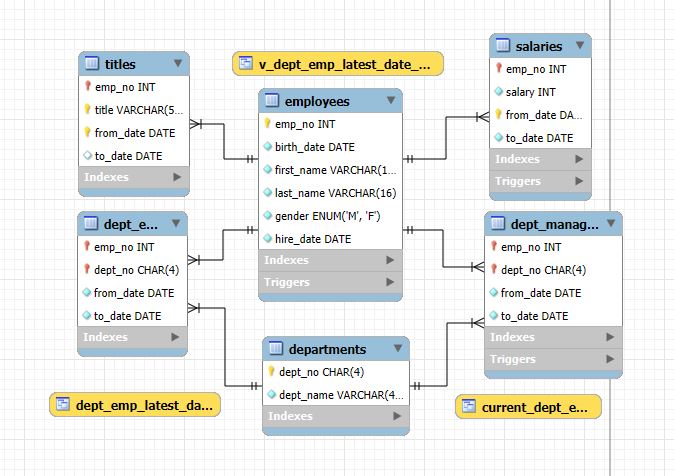 titles
emp_no INT
title VARCHAR(5...
from_date DATE
to_date DATE
Indexes
v_dept_emp_latest_date_...
employees
emp_no INT
birth_date DATE
first_name VARCHAR(1...
last_name VARCHAR(16)
gender ENUM('M', 'F')
hire_date DATE
Indexes
Triggers
salaries
emp_no INT
salary INT
from_date DA...
to_date DATE
Indexes
Triggers
dept_e...
emp_no INT
dept_no CHAR(4)
from_date DATE
to_date DATE
Indexes
dept_manag...
emp_no INT
dept_no CHAR(4)
from_date DATE
to_date DATE
Indexes
Triggers
departments
dept_no CHAR(4)
dept_name VARCHAR(4...
Indexes
dept_emp_latest_da...
current_dept_e...